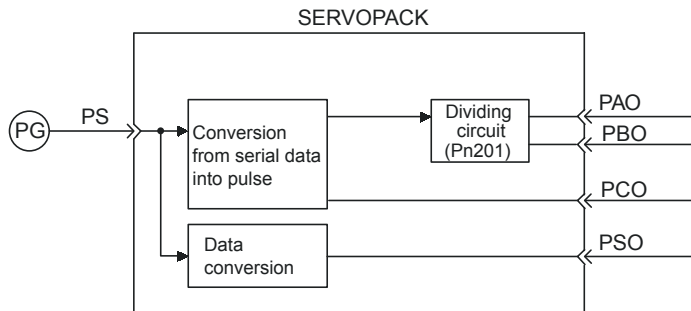 SERVOPACK
PG
PS
Conversion
from serial data
into pulse
Dividing
circuit
(Pn201)
PAO
PBO
PCO
Data
conversion
PSO